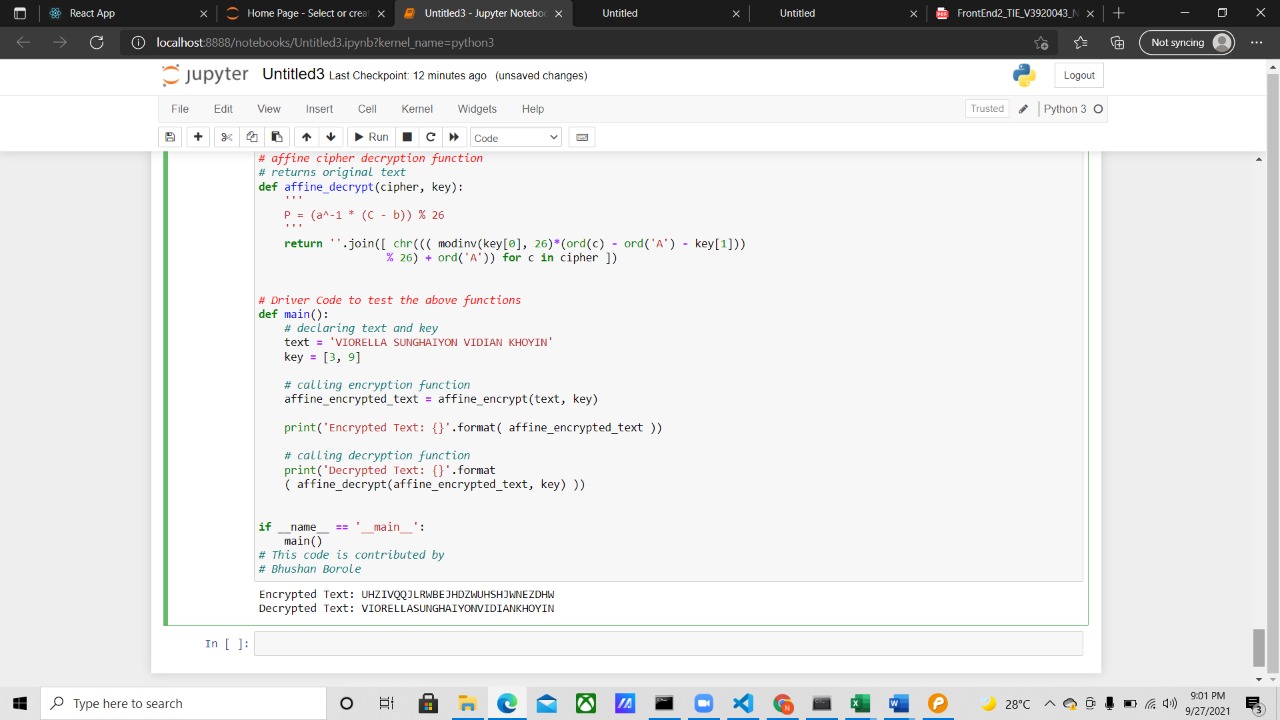 React App
Home Page - Select or creat
Untitled3 - Jupyter Noteboo
Untitled
Untitled
FrontEnd2_TIE_V3920043_N
localhost:8888/notebooks/Untitled3.ipynb?kernel_name=python3
Not syncing
jupyter Untitled3 Last Checkpoint: 12 minutes ago (unsaved changes)
Logout
File Edit View Insert Cell Kernel Widgets Help
Trusted
Python 3
Run
Code
# affine cipher decryption function
# returns original text
def affine_decrypt(cipher, key):
'''
P = (a^-1 * (C - b)) % 26
'''
return ''.join([ chr((( modinv(key[0], 26)*(ord(c) - ord('A') - key[1]))
% 26) + ord('A')) for c in cipher ])
# Driver Code to test the above functions
def main():
# declaring text and key
text = 'VIORELLA SUNGHAIYON VIDIAN KHOYIN'
key = [3, 9]
# calling encryption function
affine_encrypted_text = affine_encrypt(text, key)
print('Encrypted Text: {}'.format( affine_encrypted_text ))
# calling decryption function
print('Decrypted Text: {}'.format
( affine_decrypt(affine_encrypted_text, key) ))
if __name__ == '__main__':
main()
# This code is contributed by
# Bhushan Borole
Encrypted Text: UHZIVQQJLRWBEJHDZWUHSHJWNEZDHW
Decrypted Text: VIORELLASUNGHAIYONVIDIANKHOYIN
In [ ]:
Type here to search
28°C
9:01 PM
9/27/2021
3